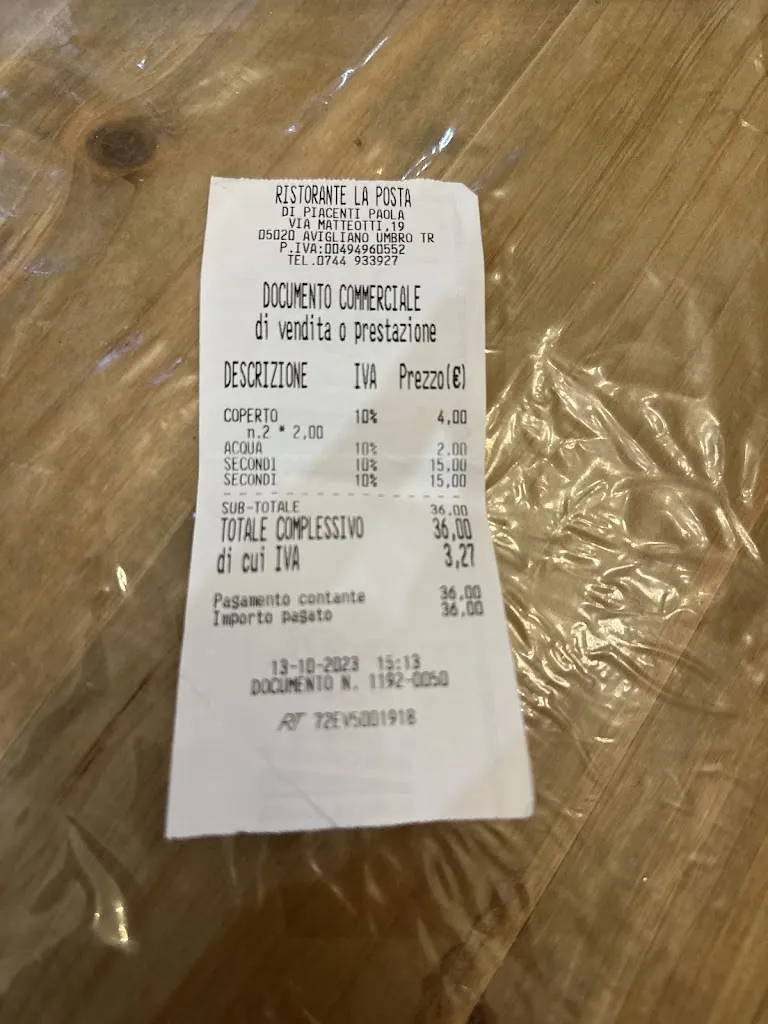 RISTORANTE LA POSTA
DI PIACENTI PAOLA
VIA MATTEOTTI,19
05020 AVIGLIANO UMBRO TR
P.IVA:00494960552
TEL.0744 933927
DOCUMENTO COMMERCIALE
di vendita o prestazione
DESCRIZIONE IVA Prezzo(€)
COPERTO 10% 4,00
n.2 * 2,00
ACQUA 10% 2,00
SECONDI 10% 15,00
SECONDI 10% 15,00
SUB-TOTALE 36,00
TOTALE COMPLESSIVO 36,00
di cui IVA 3,27
Pagamento contante 36,00
Importo pagato 36,00
13-10-2023 15:13
DOCUMENTO N. 1192-0050
RT 72EV5001918